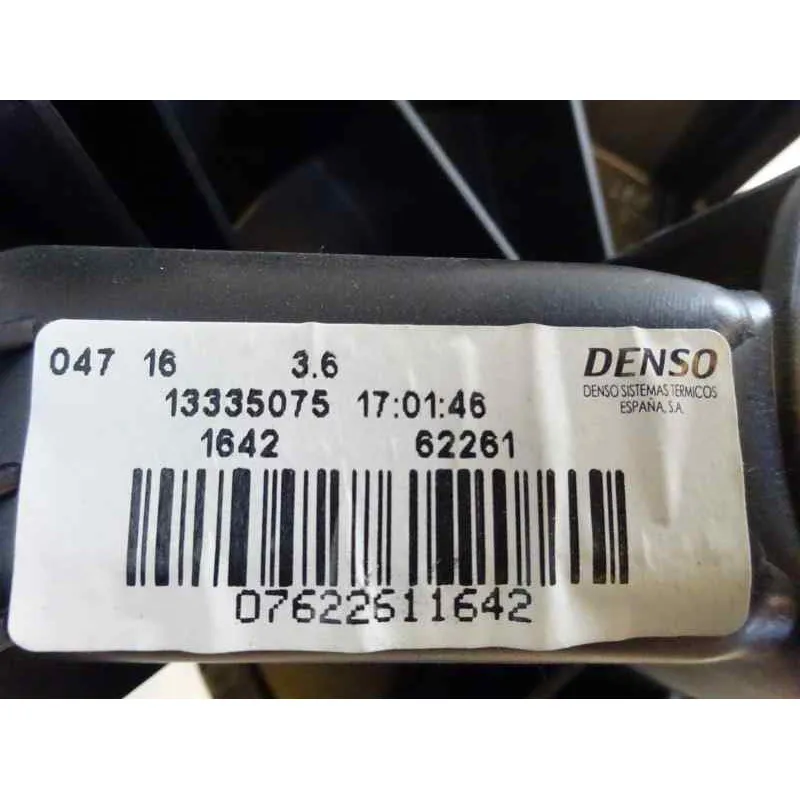 047 16 3.6
DENSO
DENSO SISTEMAS TERMICOS
ESPAÑA, S.A.
13335075 17:01:46
1642 62261
07622611642